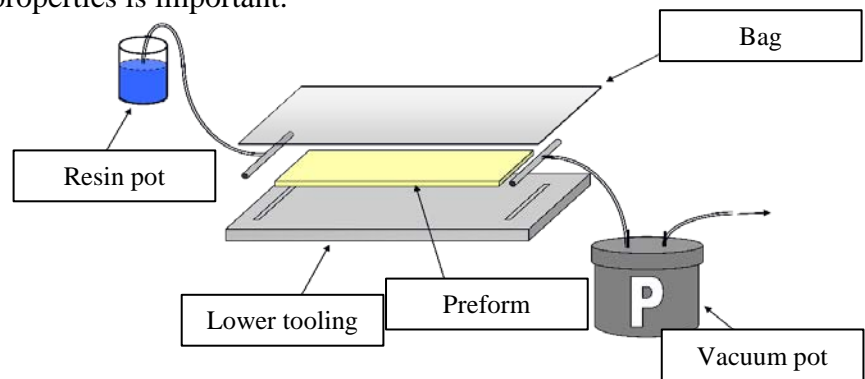 properties is important.
Bag
Resin pot
Preform
Lower tooling
P
Vacuum pot